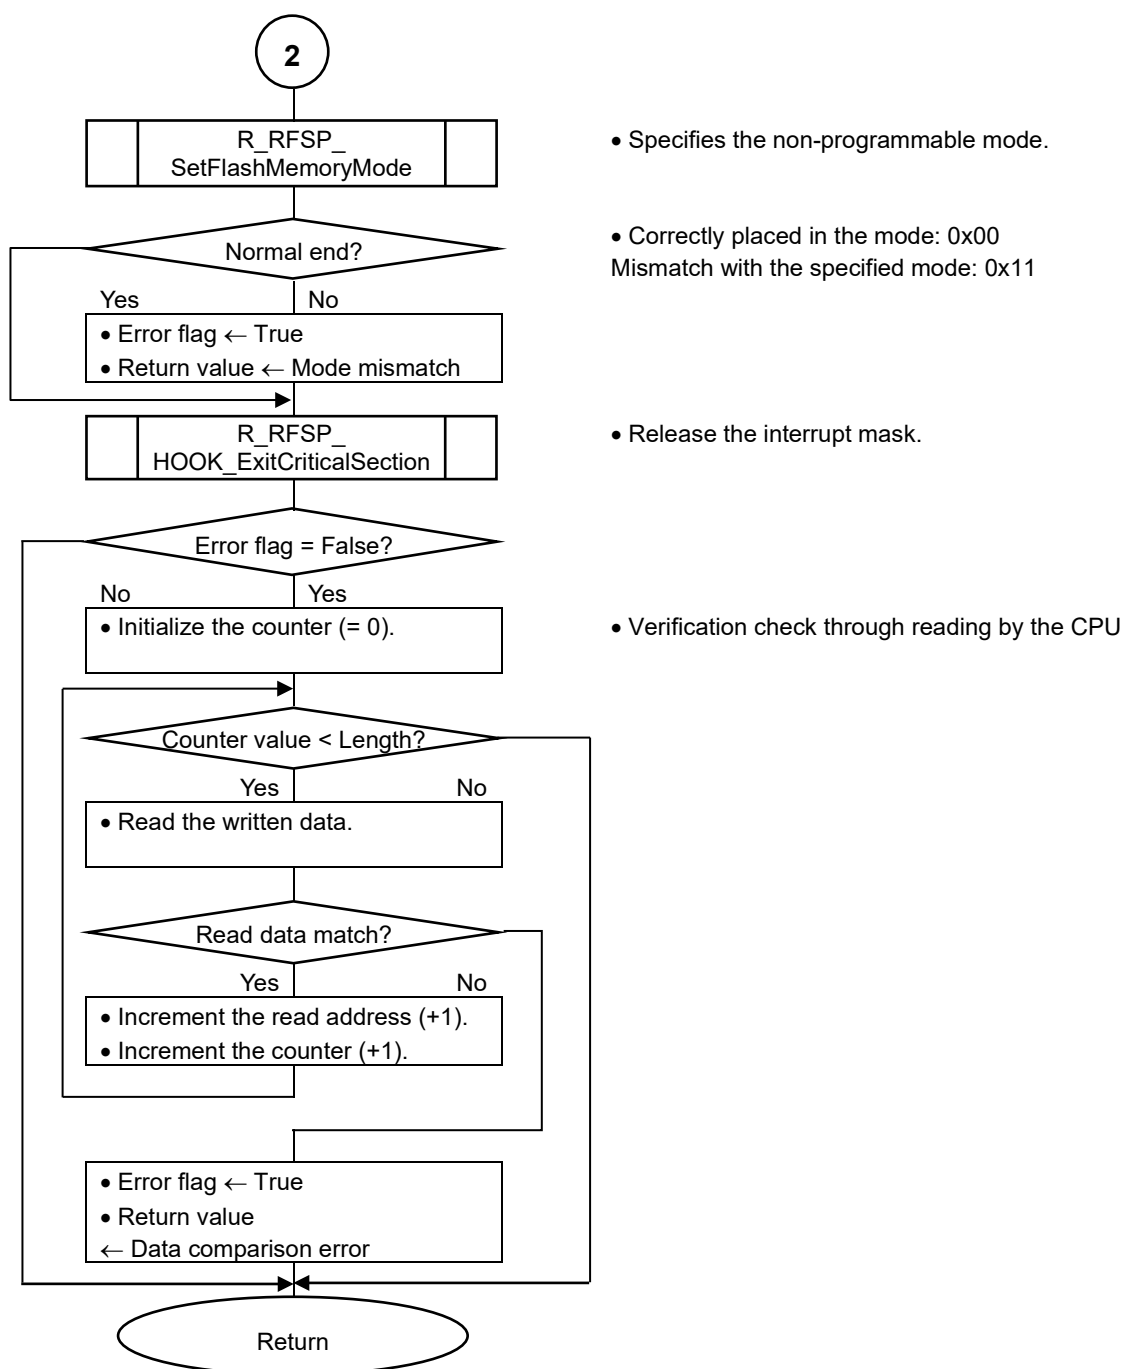 2
R_RFSP_
SetFlashMemoryMode
• Specifies the non-programmable mode.
Normal end?
• Correctly placed in the mode: 0x00
Mismatch with the specified mode: 0x11
Yes No
• Error flag ← True
• Return value ← Mode mismatch
R_RFSP_
HOOK_ExitCriticalSection
• Release the interrupt mask.
Error flag = False?
No Yes
• Initialize the counter (= 0).
• Verification check through reading by the CPU
Counter value < Length?
Yes No
• Read the written data.
Read data match?
Yes No
• Increment the read address (+1).
• Increment the counter (+1).
• Error flag ← True
• Return value
← Data comparison error
Return